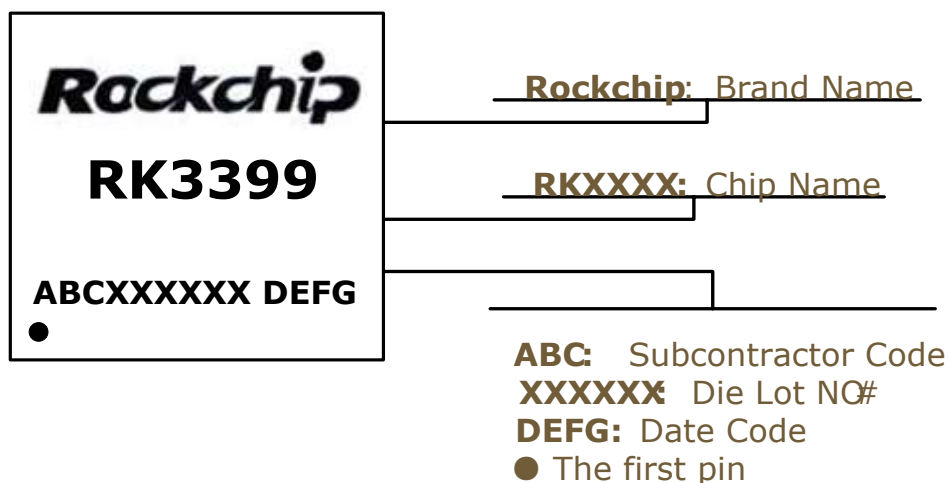 Rockchip
RK3399
ABCXXXXXX DEFG
●
Rockchip: Brand Name
RKXXXX: Chip Name
ABC: Subcontractor Code
XXXXXX: Die Lot NO#
DEFG: Date Code
● The first pin